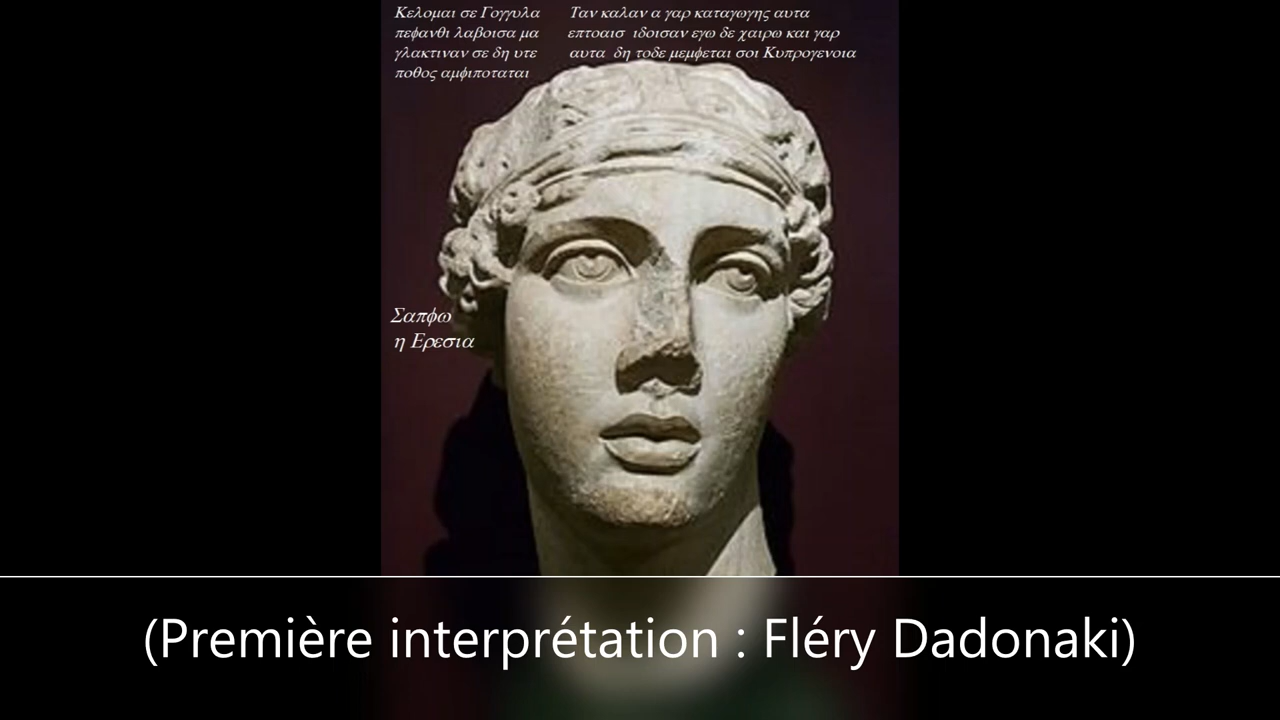 Κελομαι σε Γογγυλα
πεφανθι λαβοισα μα
γλακτιναν σε δη υτε
ποθος αμφιποταται
Ταν καλαν α γαρ καταγωγης αυτα
επτοαισ ιδοισαν εγω δε χαιρω και γαρ
αυτα δη τοδε μεμφεται σοι Κυπρογενοια
Σαπφω
η Ερεσια
(Première interprétation : Fléry Dadonaki)